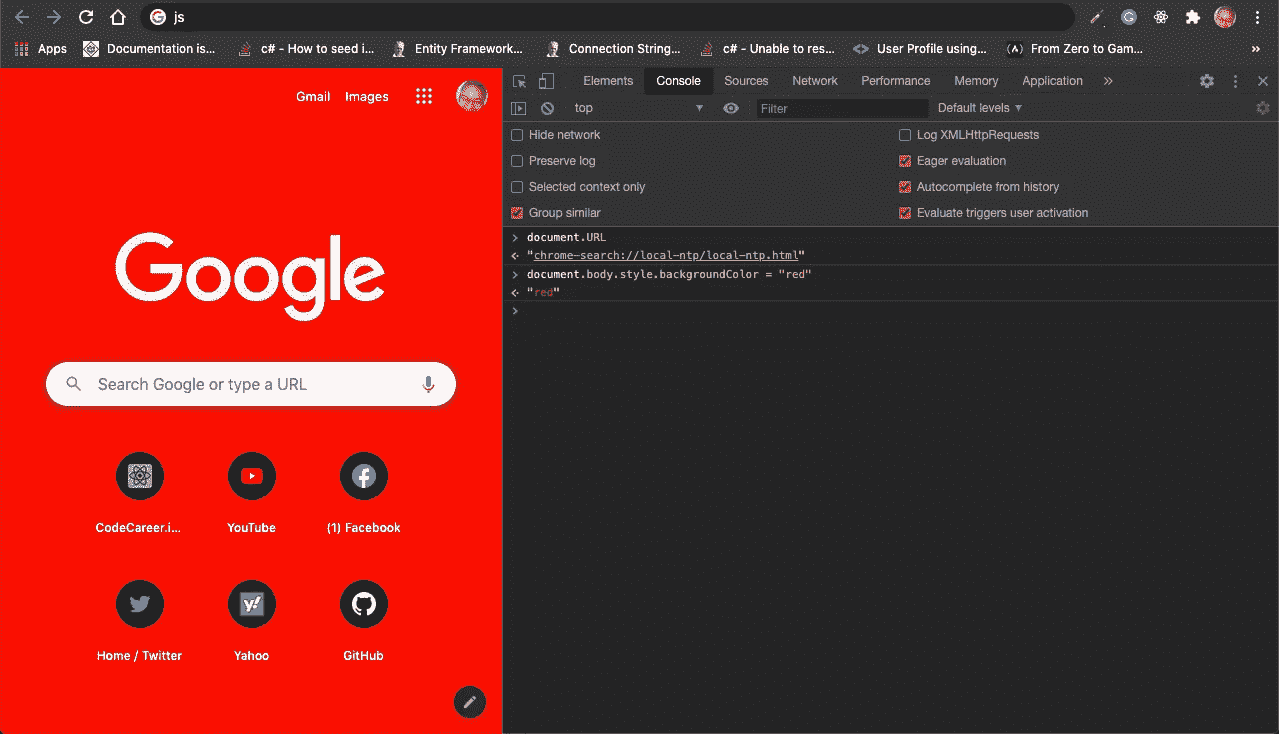 js
Apps Documentation is... c# - How to seed i... Entity Framework... Connection String... c# - Unable to res... User Profile using... From Zero to Gam... »
Gmail Images
Google
Search Google or type a URL
CodeCareer.i... YouTube (1) Facebook
Home / Twitter Yahoo GitHub
Elements Console Sources Network Performance Memory Application »
top Filter Default levels ▼
Hide network Log XMLHttpRequests
Preserve log Eager evaluation
Selected context only Autocomplete from history
Group similar Evaluate triggers user activation
> document.URL
"chrome-search://local-ntp/local-ntp.html"
> document.body.style.backgroundColor = "red"
"red"
>